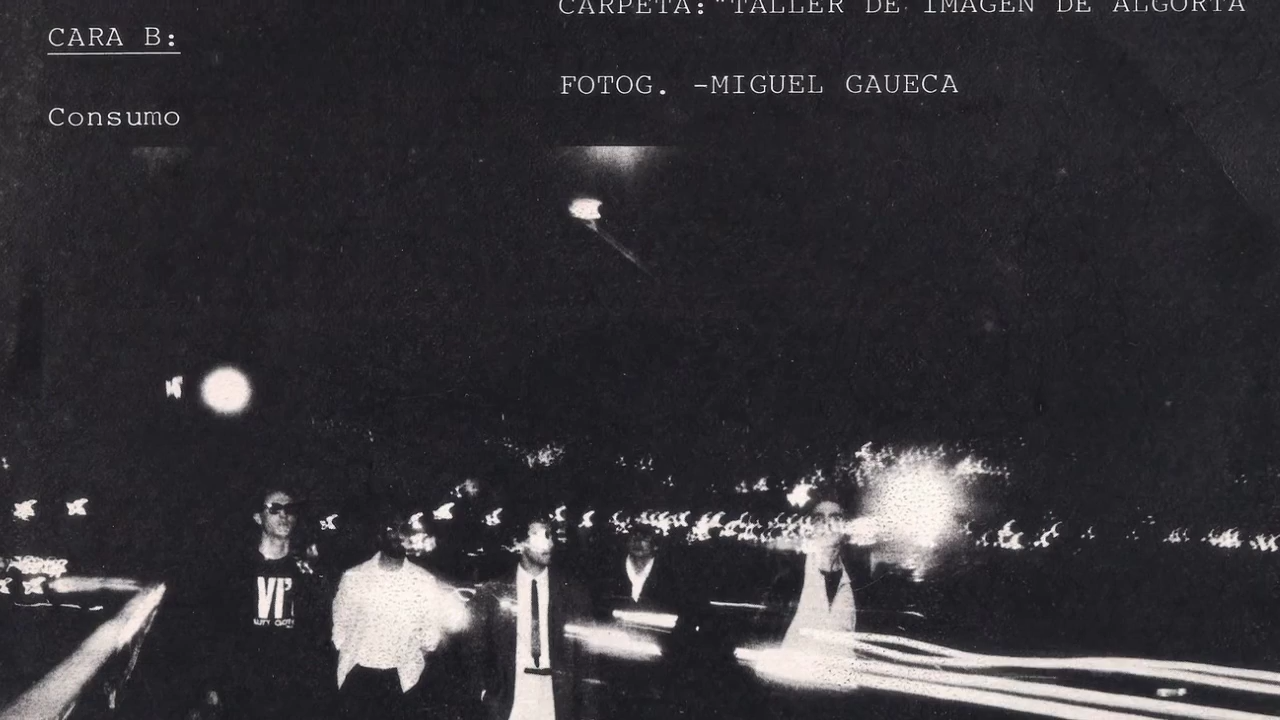 CARPETA:"TALLER DE IMAGEN DE ALGORTA
CARA B:
FOTOG. -MIGUEL GAUECA
Consumo